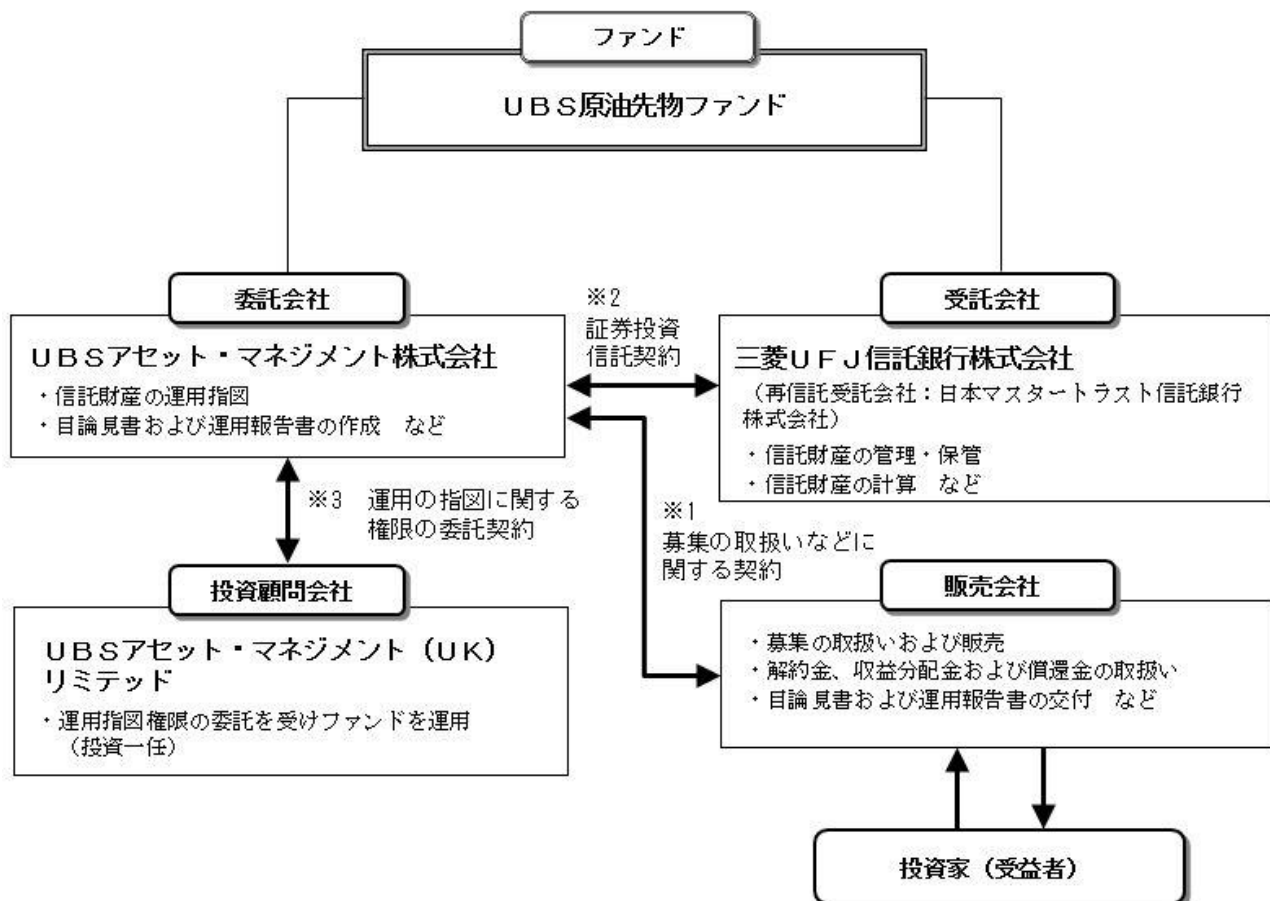 ファンド
ＵＢＳ原油先物ファンド
委託会社
ＵＢＳアセット・マネジメント株式会社
・信託財産の運用指図
・目論見書および運用報告書の作成　など
※2
証券投資
信託契約
受託会社
三菱ＵＦＪ信託銀行株式会社
（再信託受託会社：日本マスタートラスト信託銀行
株式会社）
・信託財産の管理・保管
・信託財産の計算　など
※3　運用の指図に関する
権限の委託契約
※1
募集の取扱いなどに
関する契約
投資顧問会社
ＵＢＳアセット・マネジメント（ＵＫ）
リミテッド
・運用指図権限の委託を受けファンドを運用
（投資一任）
販売会社
・募集の取扱いおよび販売
・解約金、収益分配金および償還金の取扱い
・目論見書および運用報告書の交付　など
投資家（受益者）